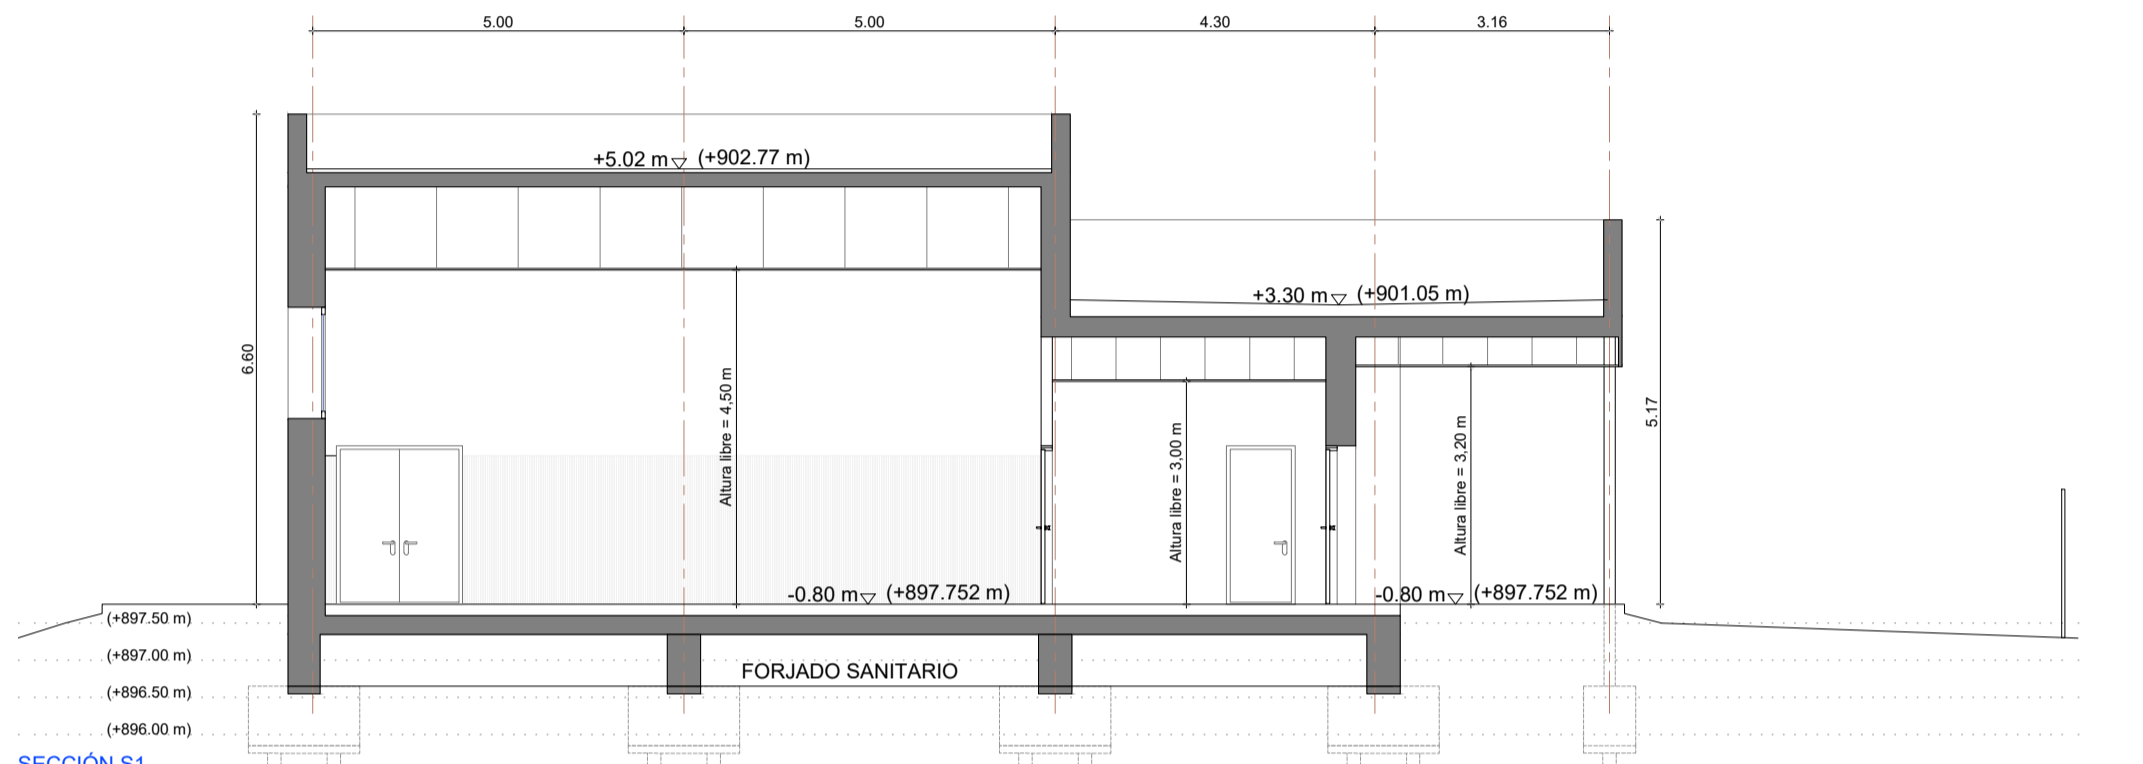 5.00
5.00
4.30
3.16
+5.02 m (+902.77 m)
+3.30 m (+901.05 m)
6.60
Altura libre = 4,50 m
Altura libre = 3,00 m
Altura libre = 3,20 m
5.17
-0.80 m (+897.752 m)
-0.80 m (+897.752 m)
(+897.50 m)
(+897.00 m)
FORJADO SANITARIO
(+896.50 m)
(+896.00 m)
SECCIÓN S1